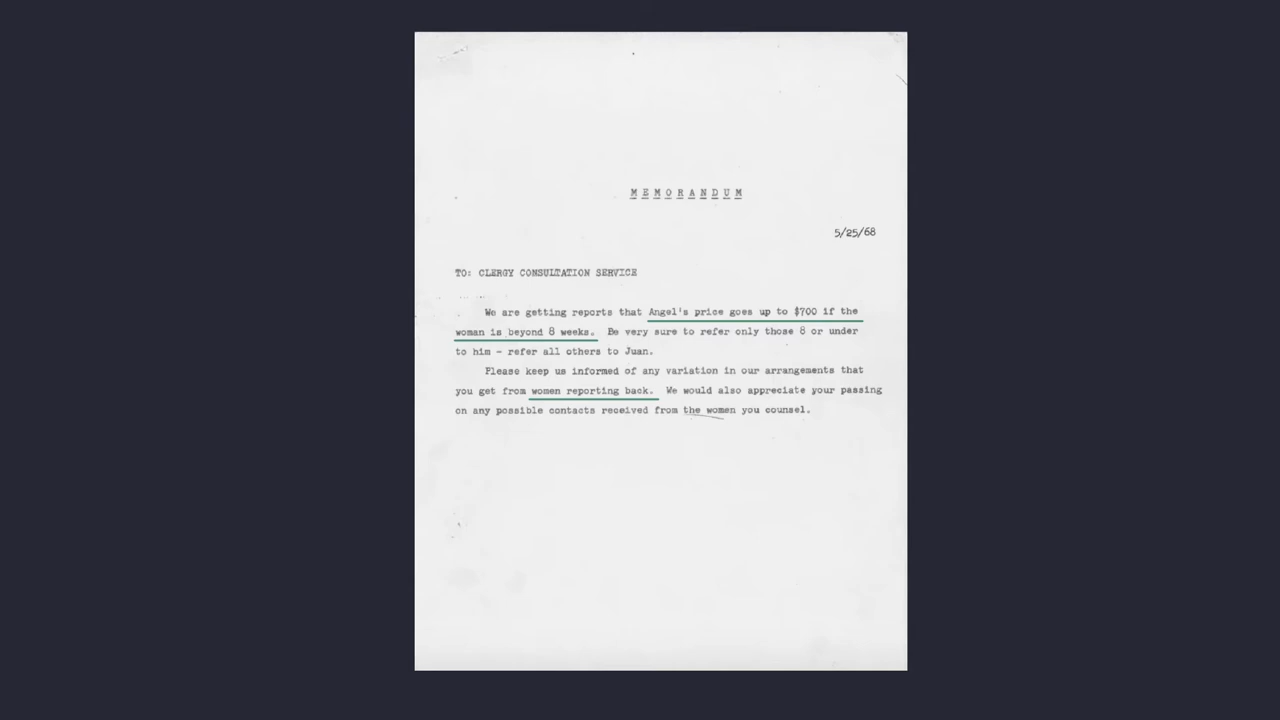 MEMORANDUM
5/25/68
TO: CLERGY CONSULTATION SERVICE
We are getting reports that Angel's price goes up to $700 if the
woman is beyond 8 weeks. Be very sure to refer only those 8 or under
to him - refer all others to Juan.
Please keep us informed of any variation in our arrangements that
you get from women reporting back. We would also appreciate your passing
on any possible contacts received from the women you counsel.